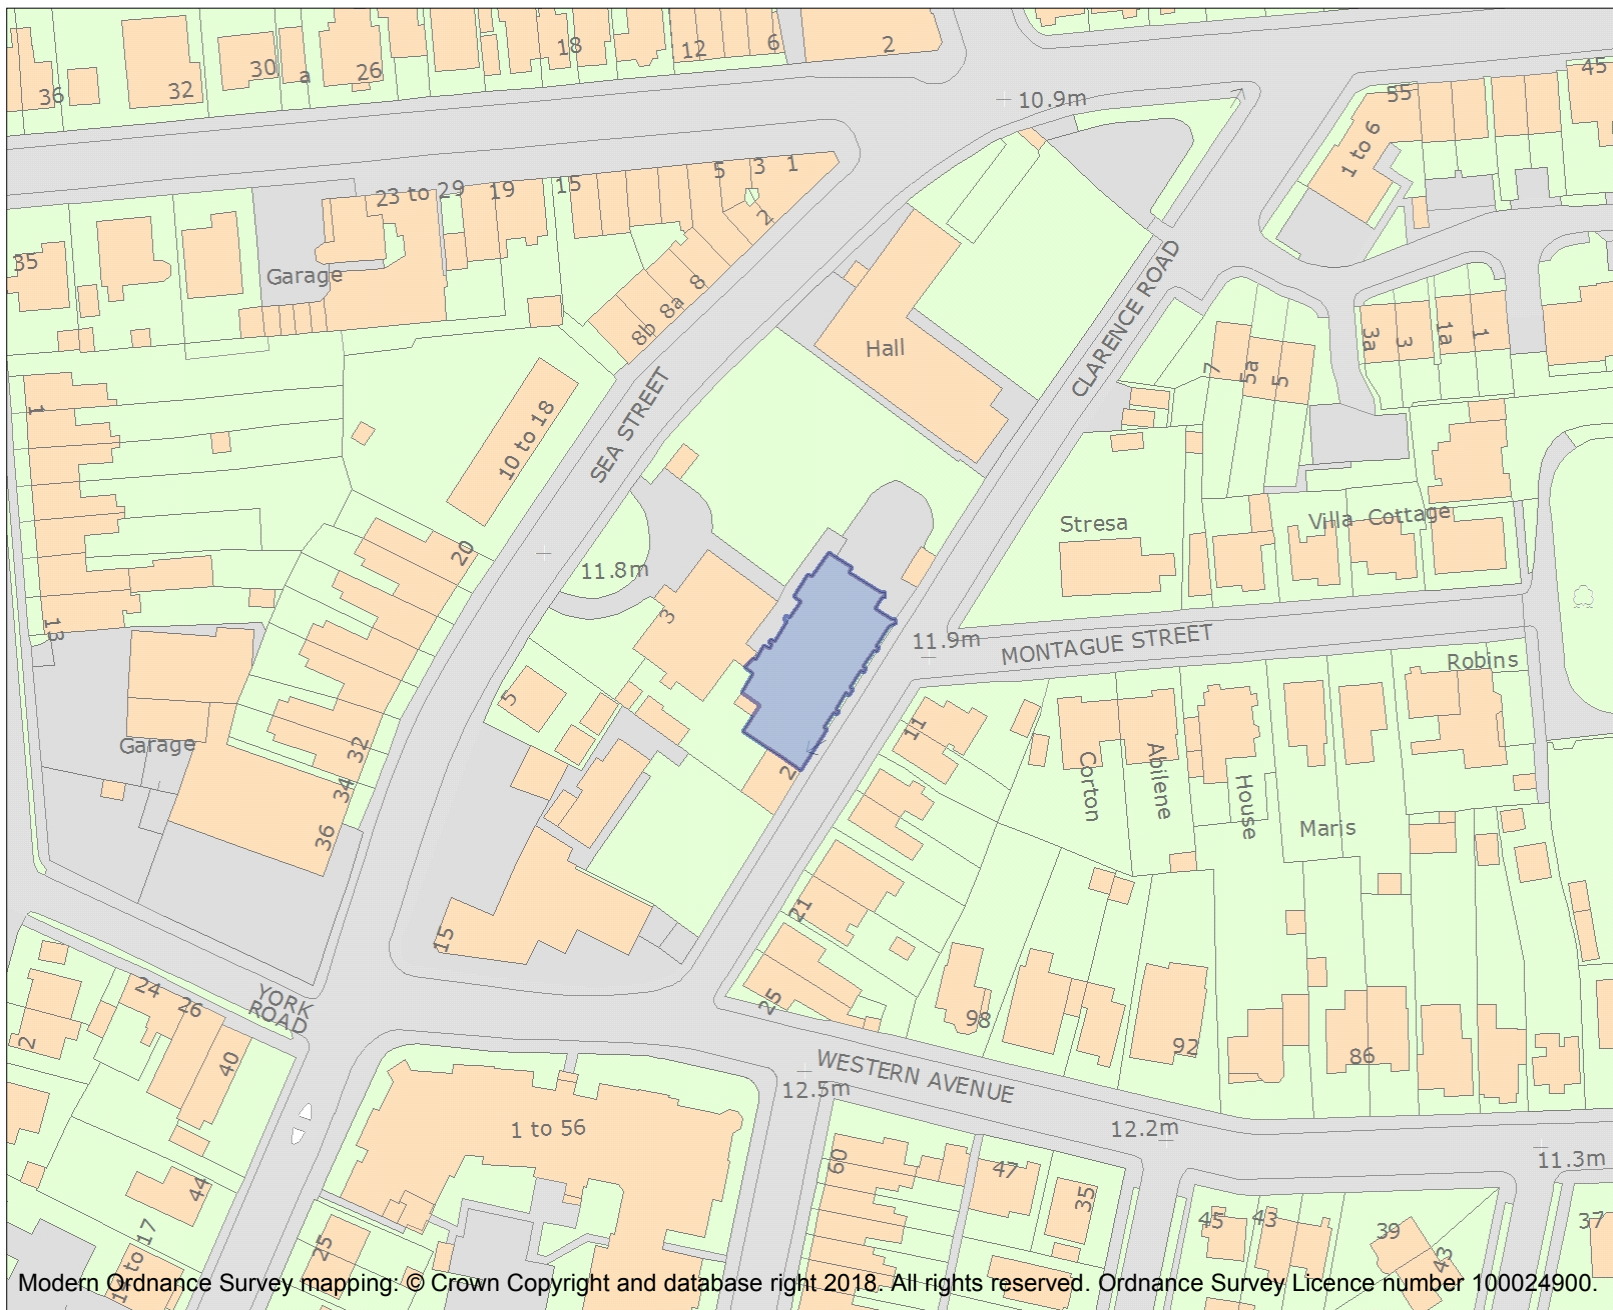 36
32
30
a
26
18
12
6
2
10.9m
45
55
1 to 6
23 to 29
19
15
5
3
1
2
35
Garage
8
8a
8b
Hall
CLARENCE ROAD
7
5a
5
3a
3
1a
1
1
10 to 18
SEA STREET
Stresa
Villa Cottage
20
11.8m
3
13
11.9m
MONTAGUE STREET
Robins
5
11
Garage
32
34
36
2
Corton
Abilene
House
Maris
15
21
25
YORK
ROAD
24
26
40
2
98
92
86
WESTERN AVENUE
12.5m
12.2m
11.3m
1 to 56
60
47
35
44
25
45
43
39
43
37
Modern Ordnance Survey mapping: © Crown Copyright and database right 2018. All rights reserved. Ordnance Survey Licence number 100024900.